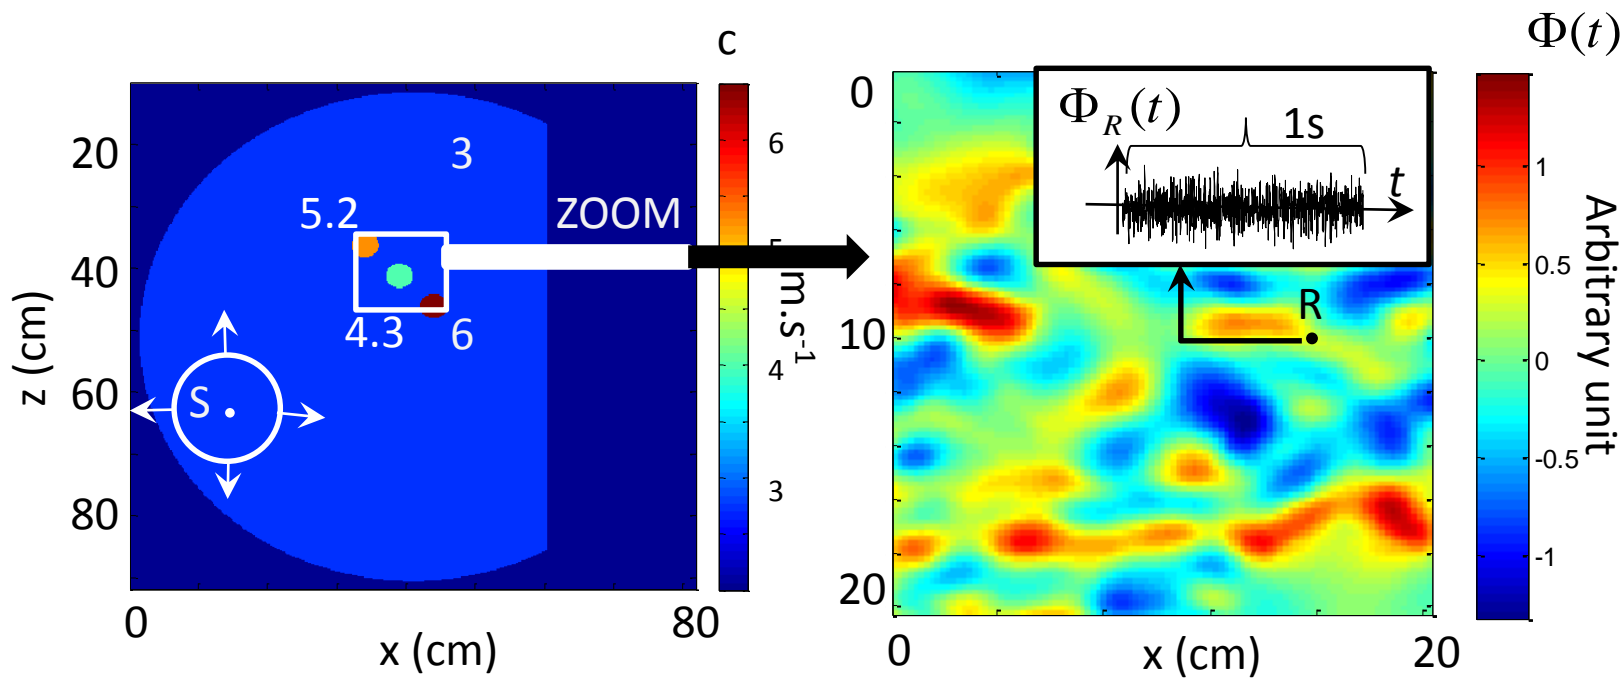 c
20
40
60
80
z (cm)
0
80
x (cm)
3
5.2
4.3
6
S
ZOOM
6
5
4
3
m.s⁻¹
0
10
20
0
20
x (cm)
Φ_R(t)
1s
t
R
Φ(t)
1
0.5
0
-0.5
-1
Arbitrary unit